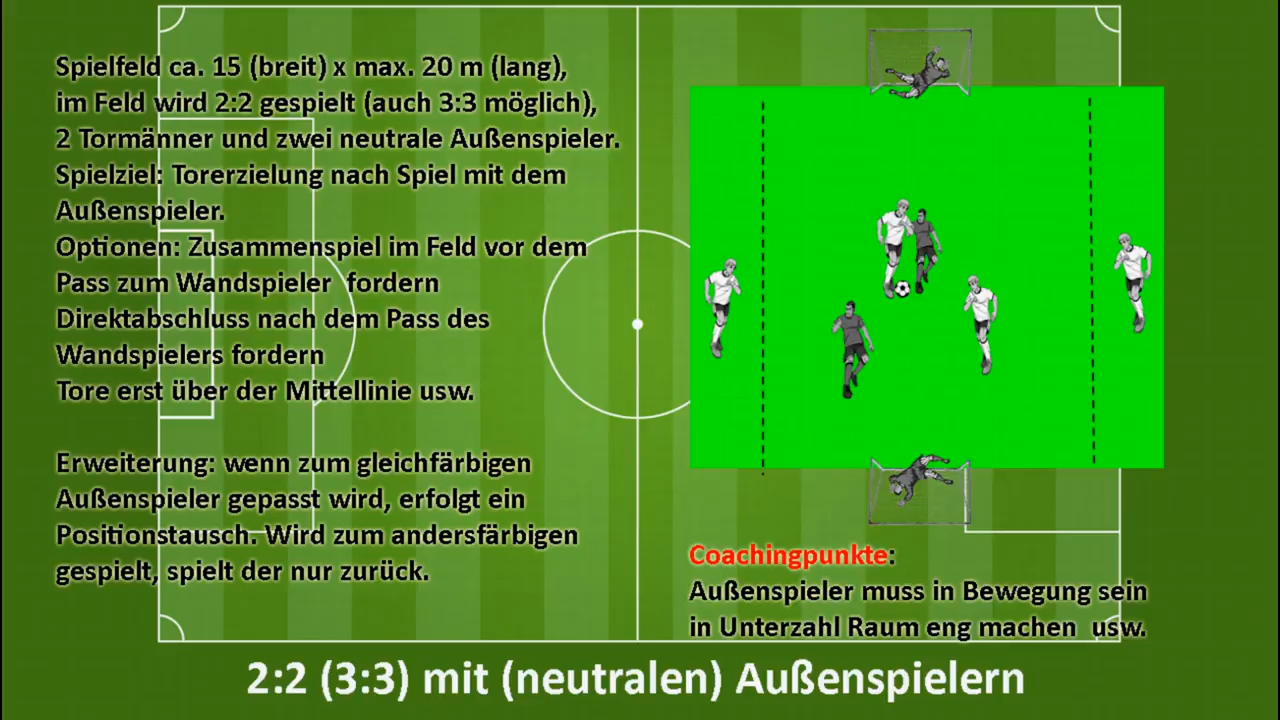 Spielfeld ca. 15 (breit) x max. 20 m (lang),
im Feld wird 2:2 gespielt (auch 3:3 möglich),
2 Tormänner und zwei neutrale Außenspieler.
Spielziel: Torerzielung nach Spiel mit dem
Außenspieler.
Optionen: Zusammenspiel im Feld vor dem
Pass zum Wandspieler fordern
Direktabschluss nach dem Pass des
Wandspielers fordern
Tore erst über der Mittellinie usw.
Erweiterung: wenn zum gleichfärbigen
Außenspieler gepasst wird, erfolgt ein
Positionstausch. Wird zum andersfärbigen
gespielt, spielt der nur zurück.
Coachingpunkte:
Außenspieler muss in Bewegung sein
in Unterzahl Raum eng machen usw.
2:2 (3:3) mit (neutralen) Außenspielern